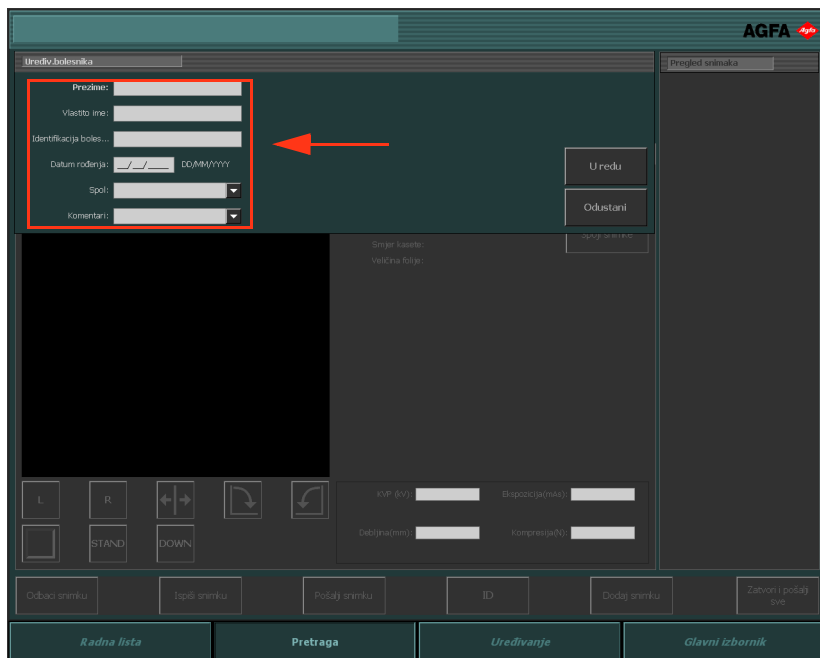 AGFA Agfa
Uređiv.bolesnika
Pregled snimaka
Prezime:
Vlastito ime:
Identifikacija boles...
Datum rođenja: __/__/____ DD/MM/YYYY
Spol:
Komentari:
U redu
Odustani
Spoji snimke
Smjer kasete:
Veličina folije:
L R
STAND DOWN
KVP (kV): Ekspozicija(mAs):
Debljina(mm): Kompresija(N):
Odbaci snimku Ispiši snimku Pošalji snimku ID Dodaj snimku Zatvori i pošalji
sve
Radna lista Pretraga Uređivanje Glavni izbornik